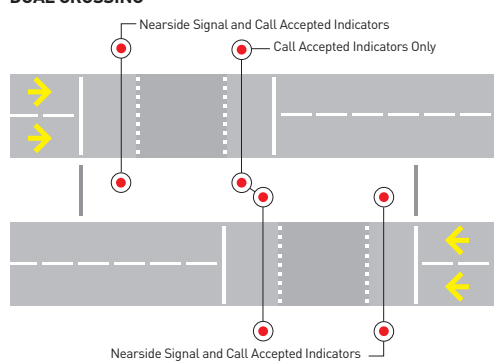 DUAL CROSSING
Nearside Signal and Call Accepted Indicators
Call Accepted Indicators Only
Nearside Signal and Call Accepted Indicators